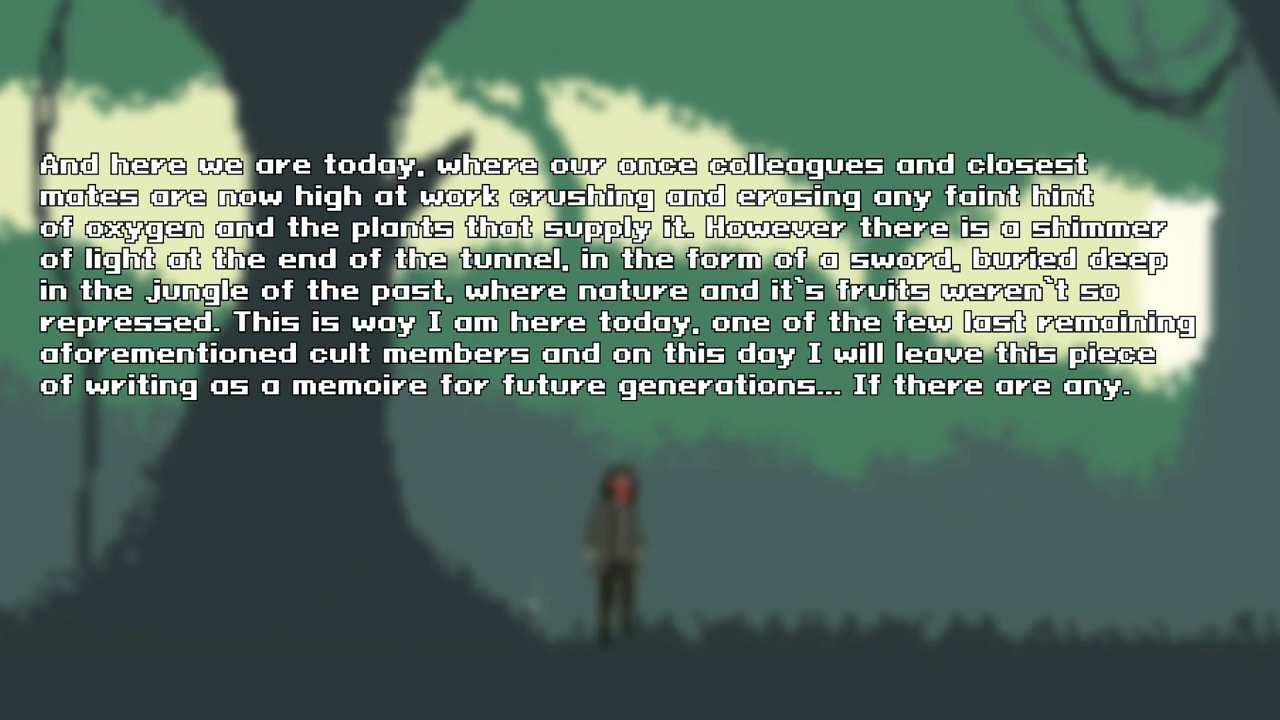 And here we are today, where our once colleagues and closest
mates are now high at work crushing and erasing any faint hint
of oxygen and the plants that supply it. However there is a shimmer
of light at the end of the tunnel, in the form of a sword, buried deep
in the jungle of the past, where nature and it`s fruits weren`t so
repressed. This is way I am here today, one of the few last remaining
aforementioned cult members and on this day I will leave this piece
of writing as a memoire for future generations... If there are any.